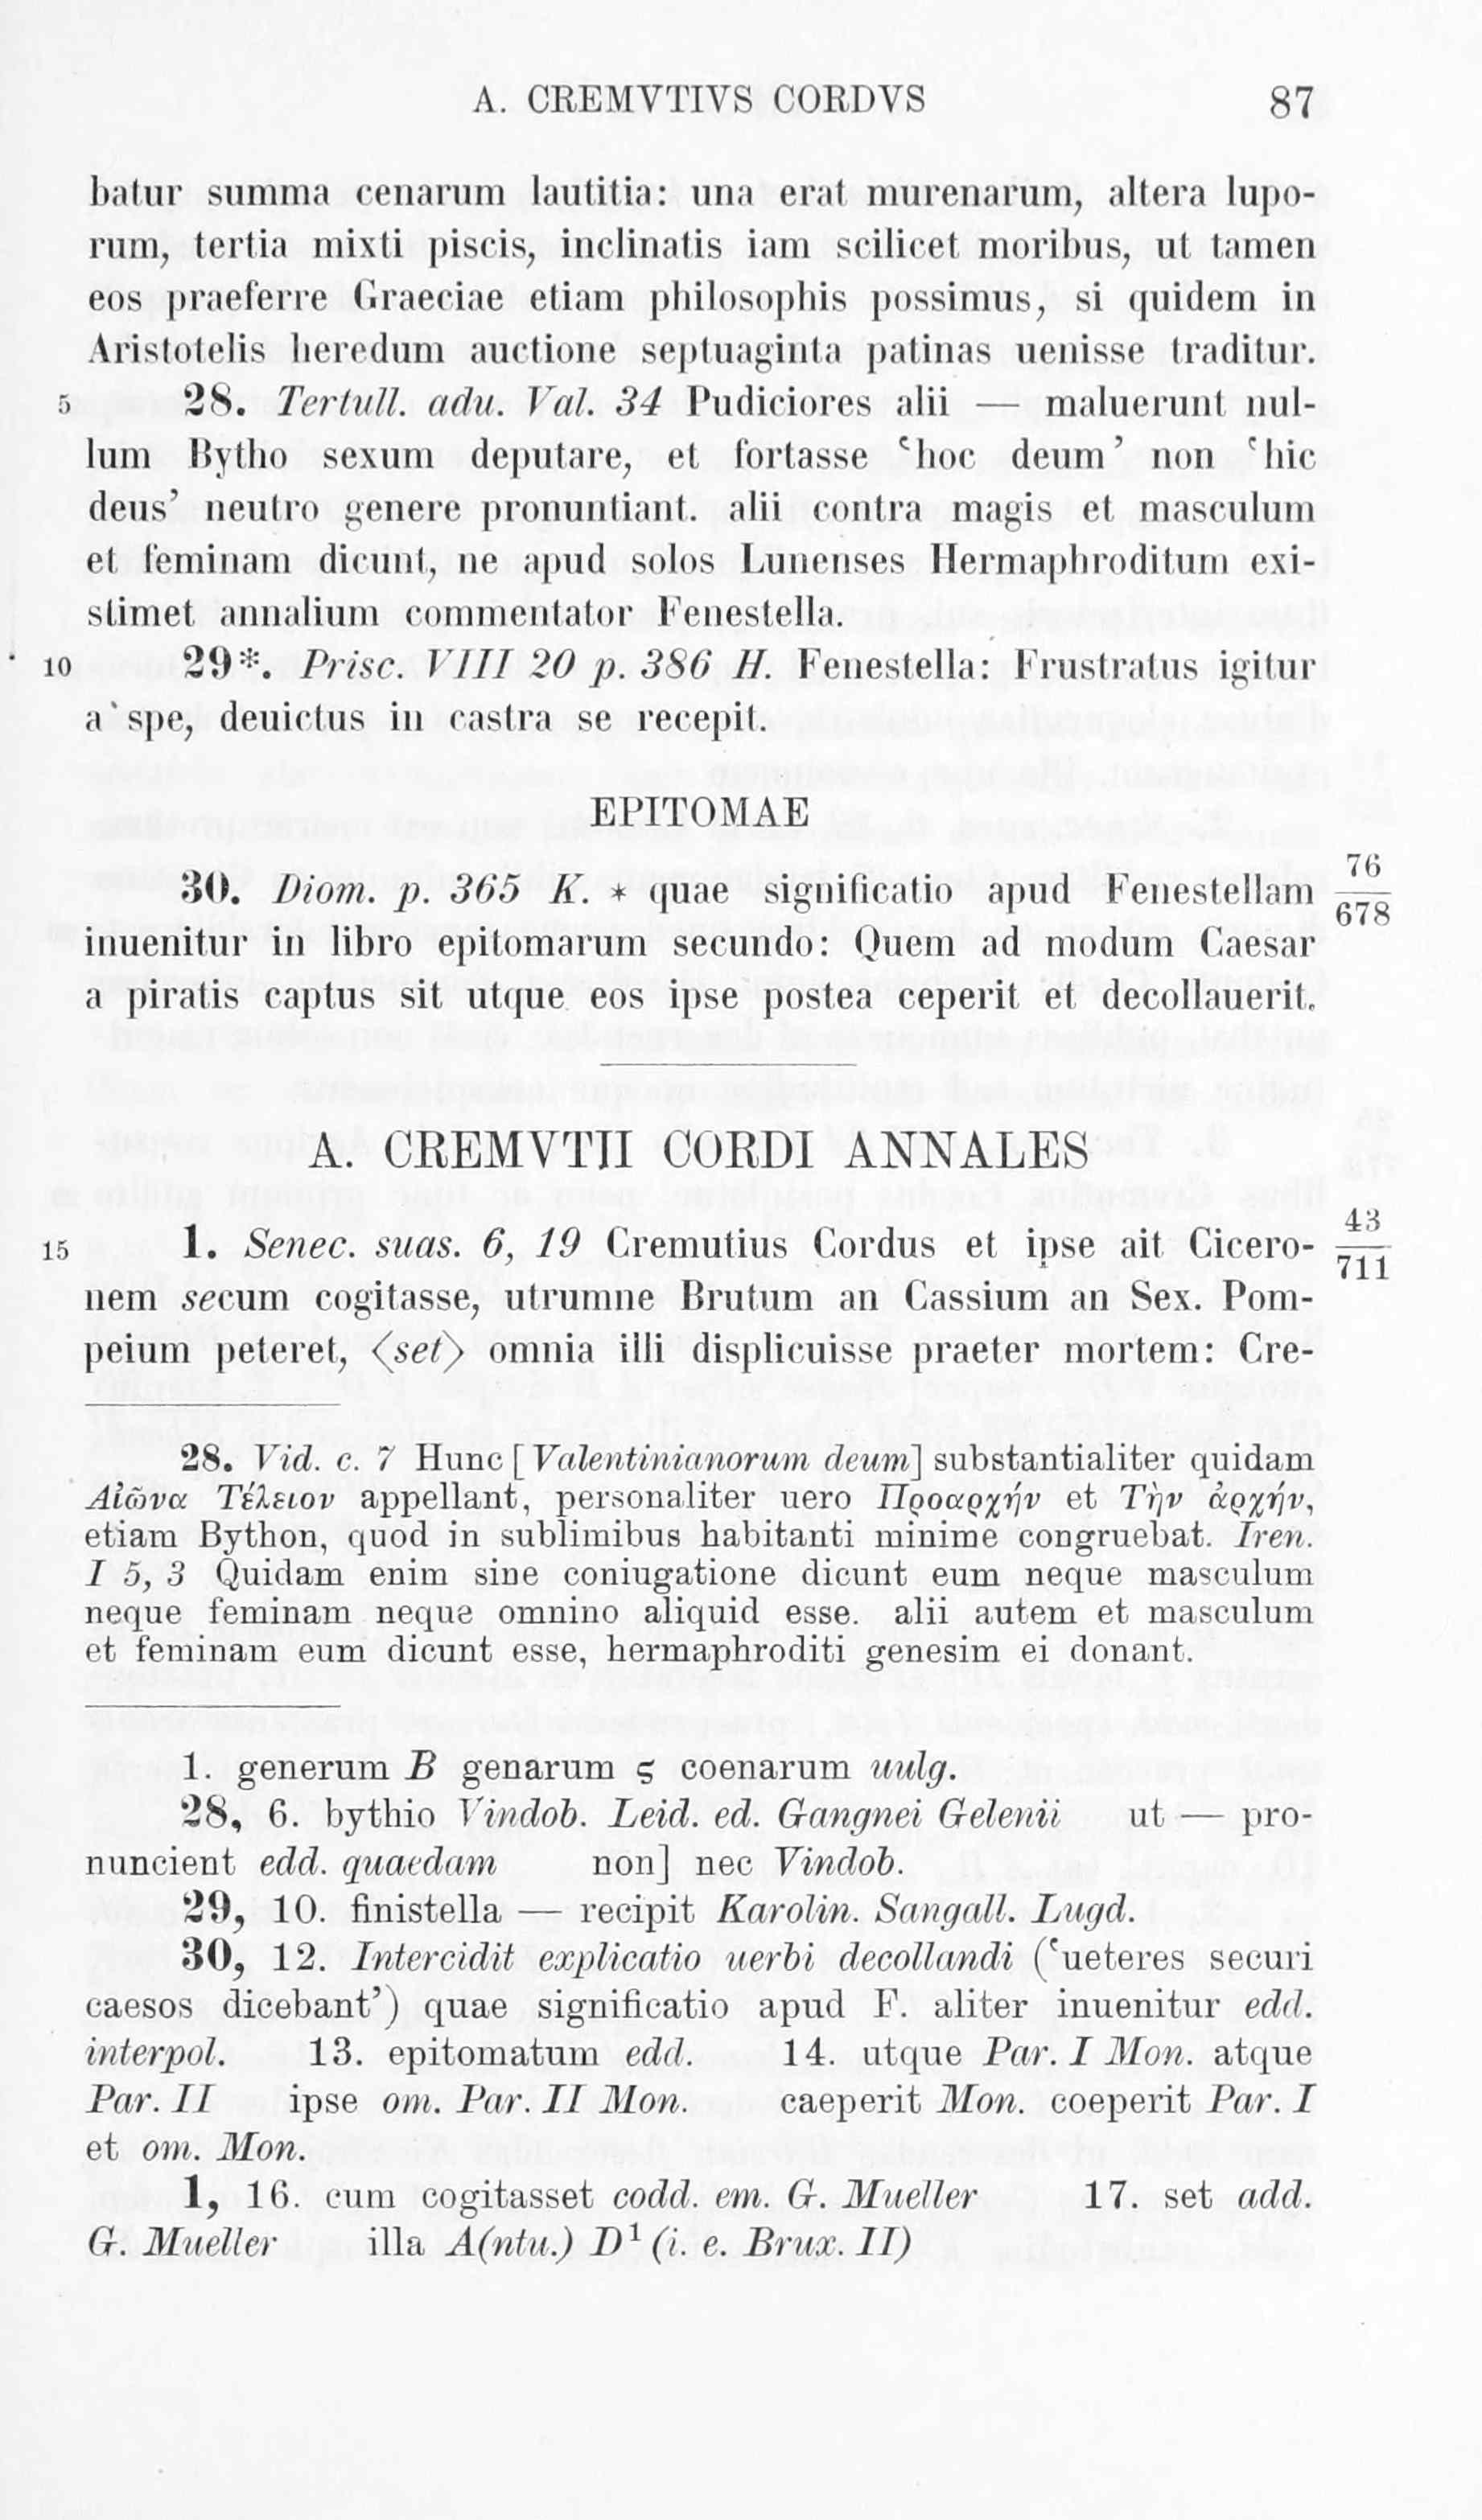 A. CREMVTIVS CORDVS 87
batur summa cenarum lautitia: una erat murenarum, altera lupo-
rum, tertia mixti piscis, inclinatis iam scilicet moribus, ut tamen
eos praeferre Graeciae etiam philosophis possimus, si quidem in
Aristotelis heredum auctione septuaginta patinas uenisse traditur.
5 28. Tertull. adu. Val. 34 Pudiciores alii — maluerunt nul-
lum Bytho sexum deputare, et fortasse ‛hoc deum’ non ‛hic
deus’ neutro genere pronuntiant. alii contra magis et masculum
et feminam dicunt, ne apud solos Lunenses Hermaphroditum exi-
stimet annalium commentator Fenestella.
10 29*. Prisc. VIII 20 p. 386 H. Fenestella: Frustratus igitur
a spe, deuictus in castra se recepit.
EPITOMAE
30. Diom. p. 365 K. * quae significatio apud Fenestellam 76/678
inuenitur in libro epitomarum secundo: Quem ad modum Caesar
a piratis captus sit utque eos ipse postea ceperit et decollauerit.
A. CREMVTII CORDI ANNALES
15 1. Senec. suas. 6, 19 Cremutius Cordus et ipse ait Cicero- 43/711
nem secum cogitasse, utrumne Brutum an Cassium an Sex. Pom-
peium peteret, ⟨set⟩ omnia illi displicuisse praeter mortem: Cre-
28. Vid. c. 7 Hunc [Valentinianorum deum] substantialiter quidam
Αἰῶνα Τέλειον appellant, personaliter uero Προαρχήν et Τὴν ἀρχήν,
etiam Bython, quod in sublimibus habitanti minime congruebat. Iren.
I 5, 3 Quidam enim sine coniugatione dicunt eum neque masculum
neque feminam neque omnino aliquid esse. alii autem et masculum
et feminam eum dicunt esse, hermaphroditi genesim ei donant.
1. generum B genarum ς coenarum uulg.
28, 6. bythio Vindob. Leid. ed. Gangnei Gelenii ut — pro-
nuncient edd. quaedam non] nec Vindob.
29, 10. finistella — recipit Karolin. Sangall. Lugd.
30, 12. Intercidit explicatio uerbi decollandi (‛ueteres securi
caesos dicebant’) quae significatio apud F. aliter inuenitur edd.
interpol. 13. epitomatum edd. 14. utque Par. I Mon. atque
Par. II ipse om. Par. II Mon. caeperit Mon. coeperit Par. I
et om. Mon.
1, 16. cum cogitasset codd. em. G. Mueller 17. set add.
G. Mueller illa A(ntu.) D¹ (i. e. Brux. II)